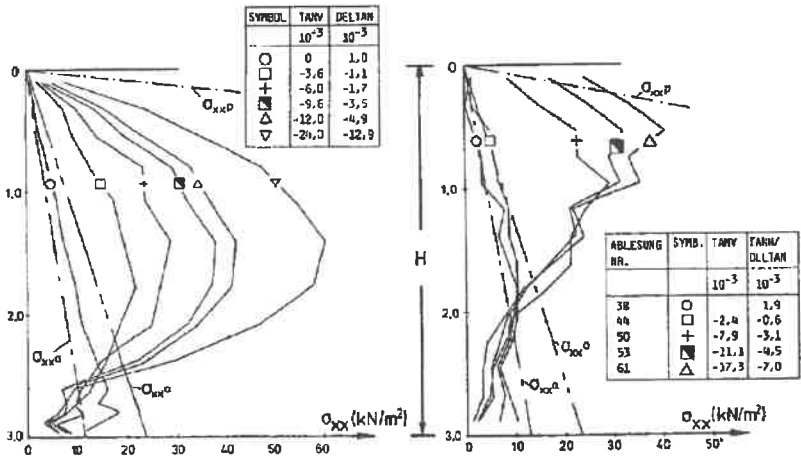 SYMBOL TANV DELTAN
10⁻³ 10⁻³
0 1,0
-3,6 -1,1
-6,0 -1,7
-9,6 -3,5
-12,0 -4,9
-24,0 -12,9
0
1,0
2,0
3,0
σxxp
σxxa
σxxo
0 10 20 30 40 50 60
σxx (kN/m²)
H
0
1,0
2,0
3,0
σxxp
σxxo
σxxa
ABLESUNG NR. SYMB. TANV TANN/DLLTAN
10⁻³ 10⁻³
38 1,9
44 -2,4 -0,6
50 -7,9 -3,1
53 -11,1 -4,5
61 -17,3 -7,0
σxx (kN/m²)
0 10 20 30 50